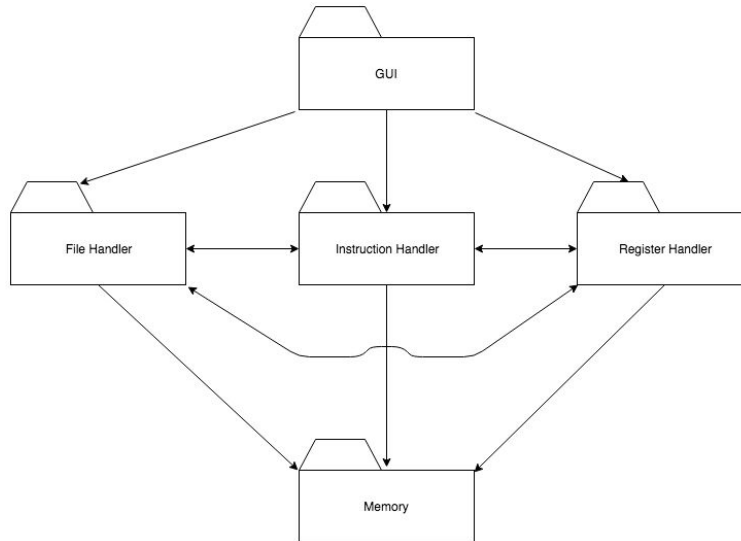 GUI
File Handler
Instruction Handler
Register Handler
Memory